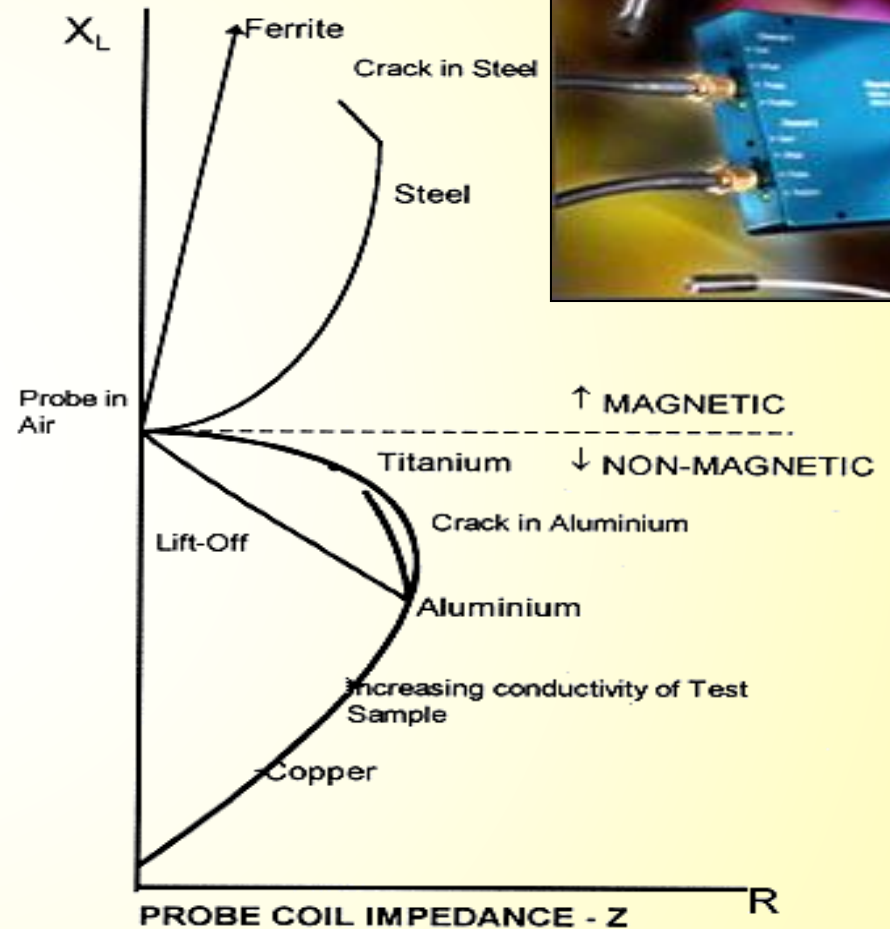 X_L
Ferrite
Crack in Steel
Steel
Probe in
Air
↑ MAGNETIC
Titanium
↓ NON-MAGNETIC
Crack in Aluminium
Lift-Off
Aluminium
Increasing conductivity of Test
Sample
Copper
R
PROBE COIL IMPEDANCE - Z